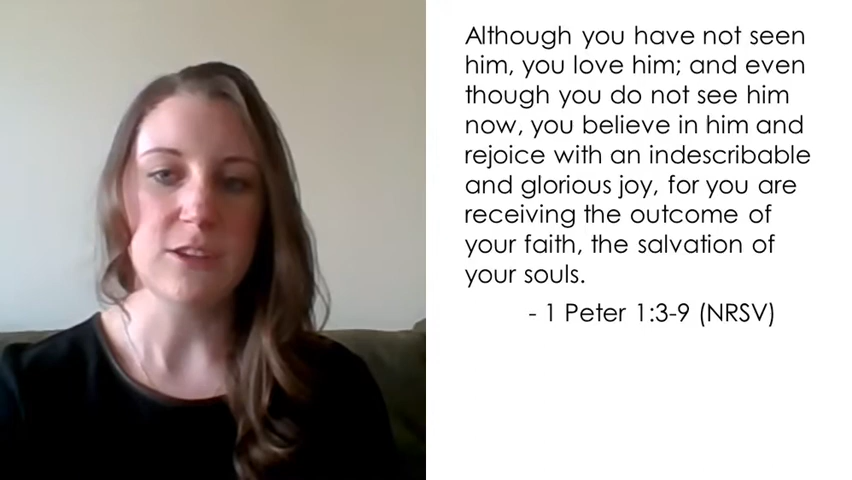 Although you have not seen
him, you love him; and even
though you do not see him
now, you believe in him and
rejoice with an indescribable
and glorious joy, for you are
receiving the outcome of
your faith, the salvation of
your souls.
- 1 Peter 1:3-9 (NRSV)